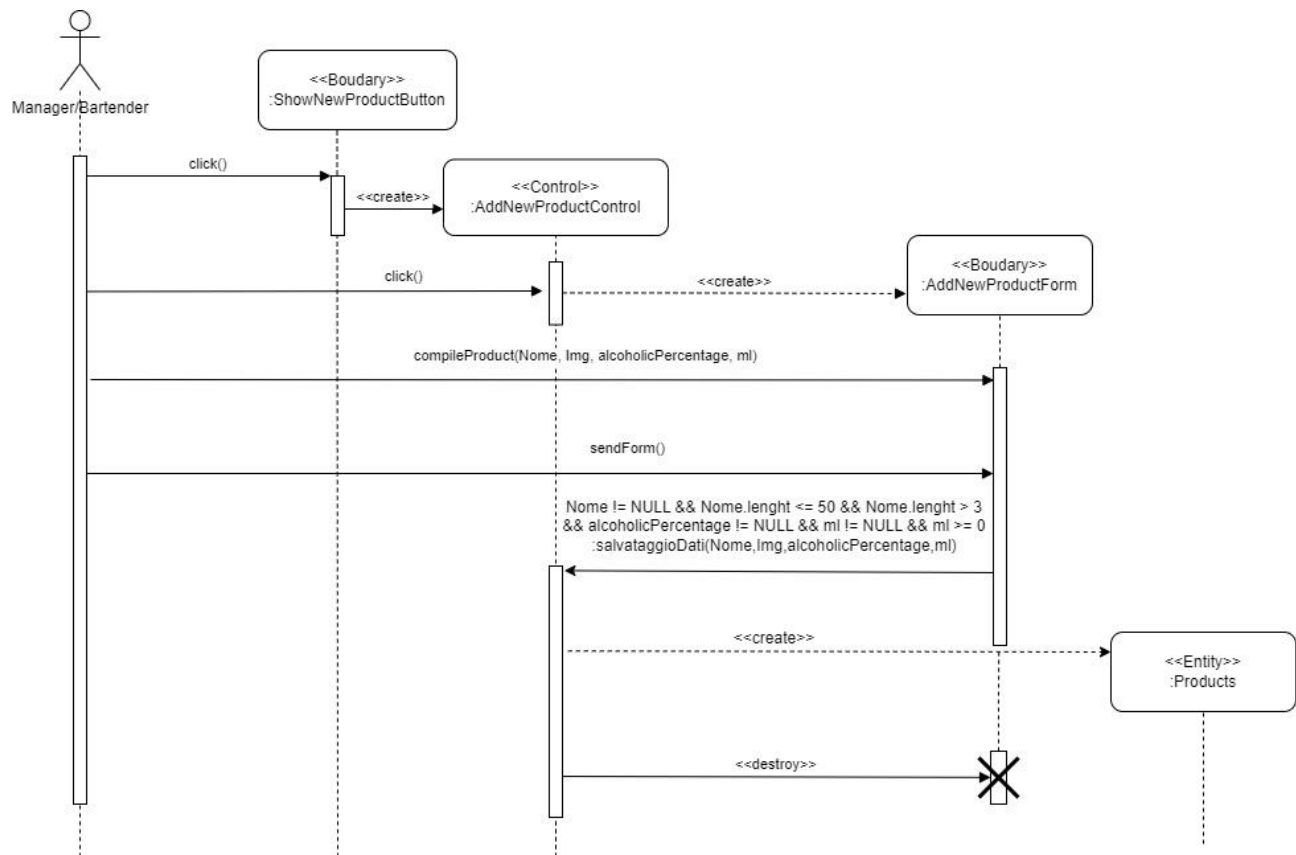 <<Boudary>>
:ShowNewProductButton
Manager/Bartender
click()
<<create>>
<<Control>>
:AddNewProductControl
<<Boudary>>
:AddNewProductForm
click()
<<create>>
compileProduct(Nome, Img, alcoholicPercentage, ml)
sendForm()
Nome != NULL && Nome.lenght <= 50 && Nome.lenght > 3
&& alcoholicPercentage != NULL && ml != NULL && ml >= 0
:salvataggioDati(Nome,Img,alcoholicPercentage,ml)
<<create>>
<<Entity>>
:Products
<<destroy>>